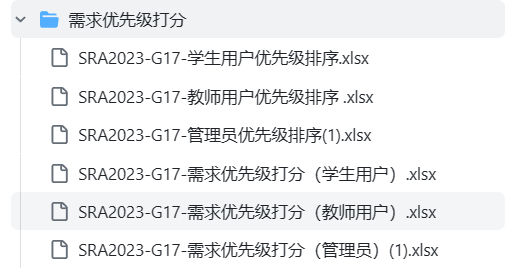 需求优先级打分
SRA2023-G17-学生用户优先级排序.xlsx
SRA2023-G17-教师用户优先级排序 .xlsx
SRA2023-G17-管理员优先级排序(1).xlsx
SRA2023-G17-需求优先级打分（学生用户）.xlsx
SRA2023-G17-需求优先级打分（教师用户）.xlsx
SRA2023-G17-需求优先级打分（管理员）(1).xlsx